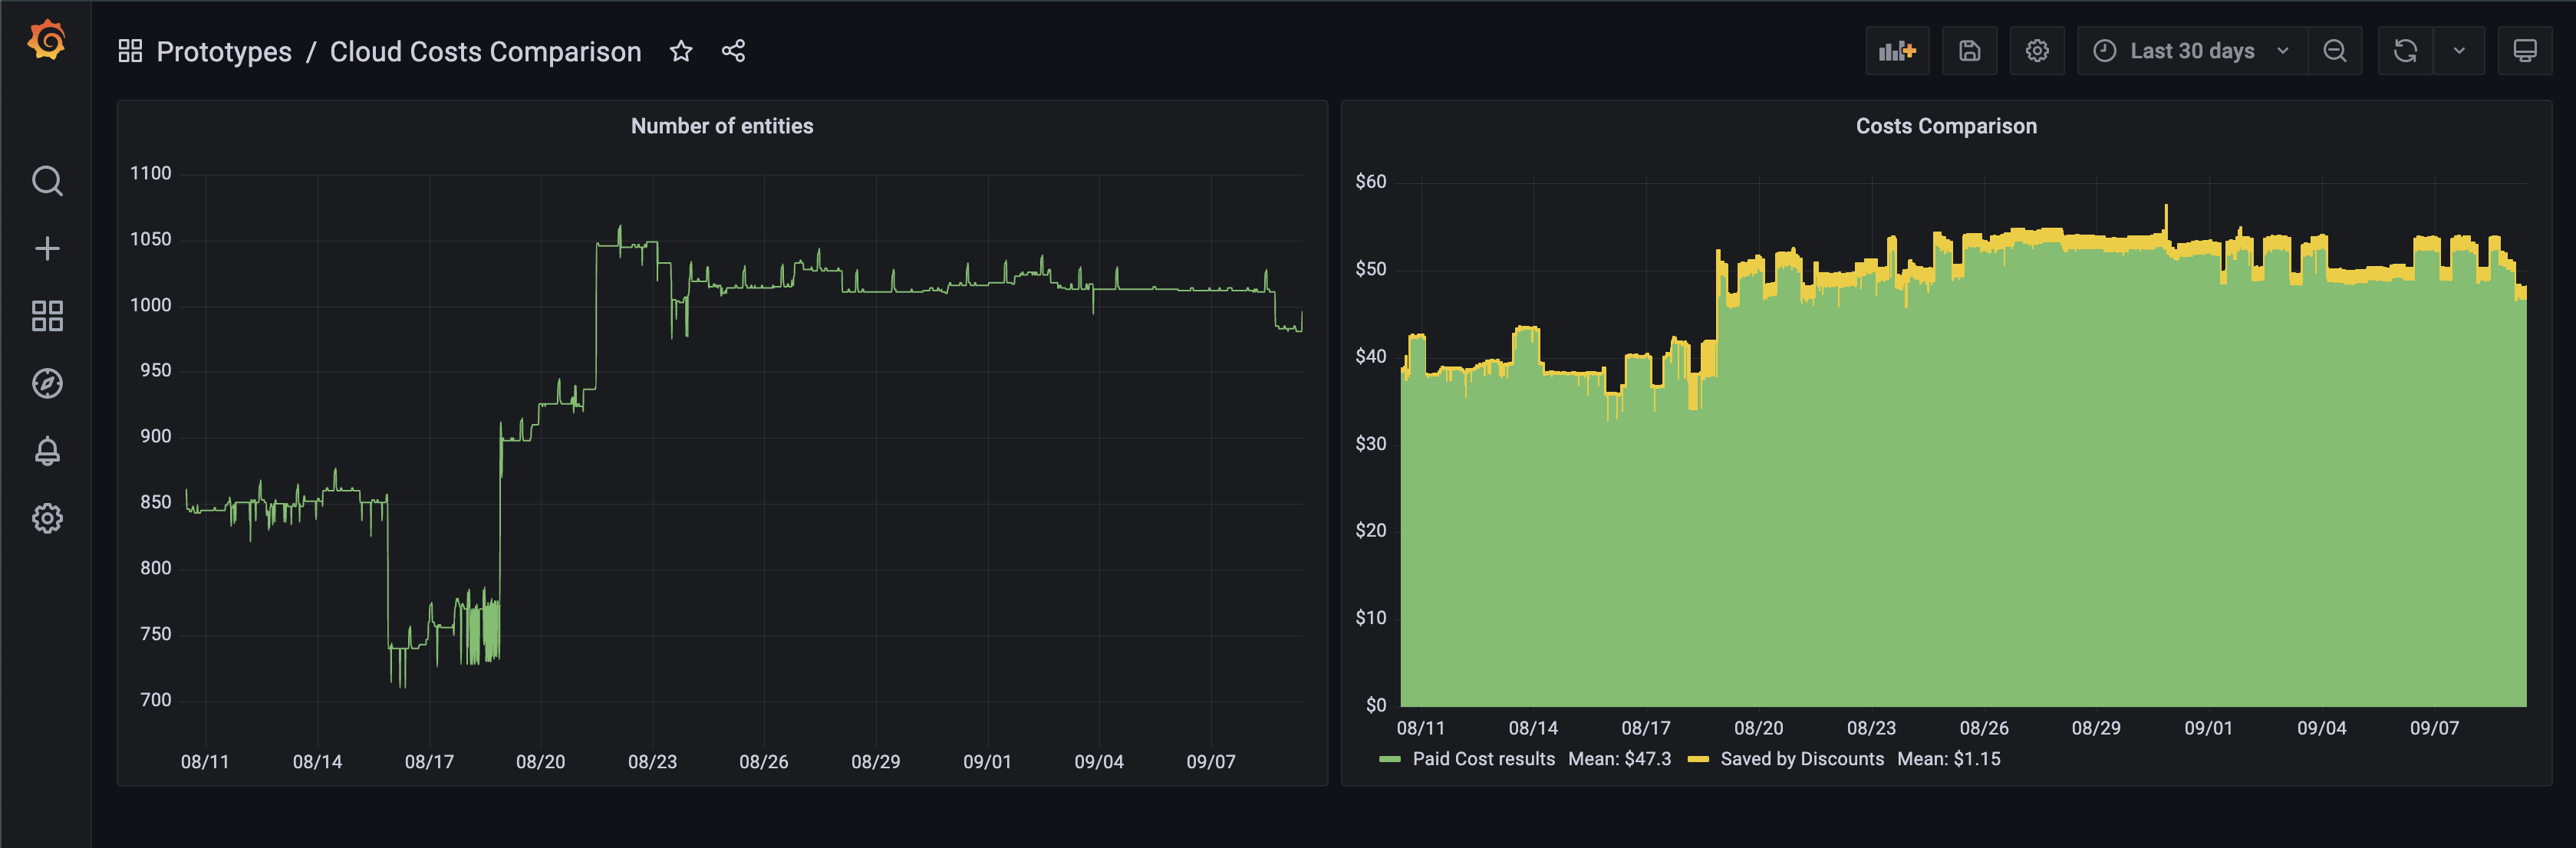 Prototypes / Cloud Costs Comparison
Last 30 days
Number of entities
1100
1050
1000
950
900
850
800
750
700
08/11 08/14 08/17 08/20 08/23 08/26 08/29 09/01 09/04 09/07
Costs Comparison
$60
$50
$40
$30
$20
$10
$0
08/11 08/14 08/17 08/20 08/23 08/26 08/29 09/01 09/04 09/07
Paid Cost results Mean: $47.3 Saved by Discounts Mean: $1.15